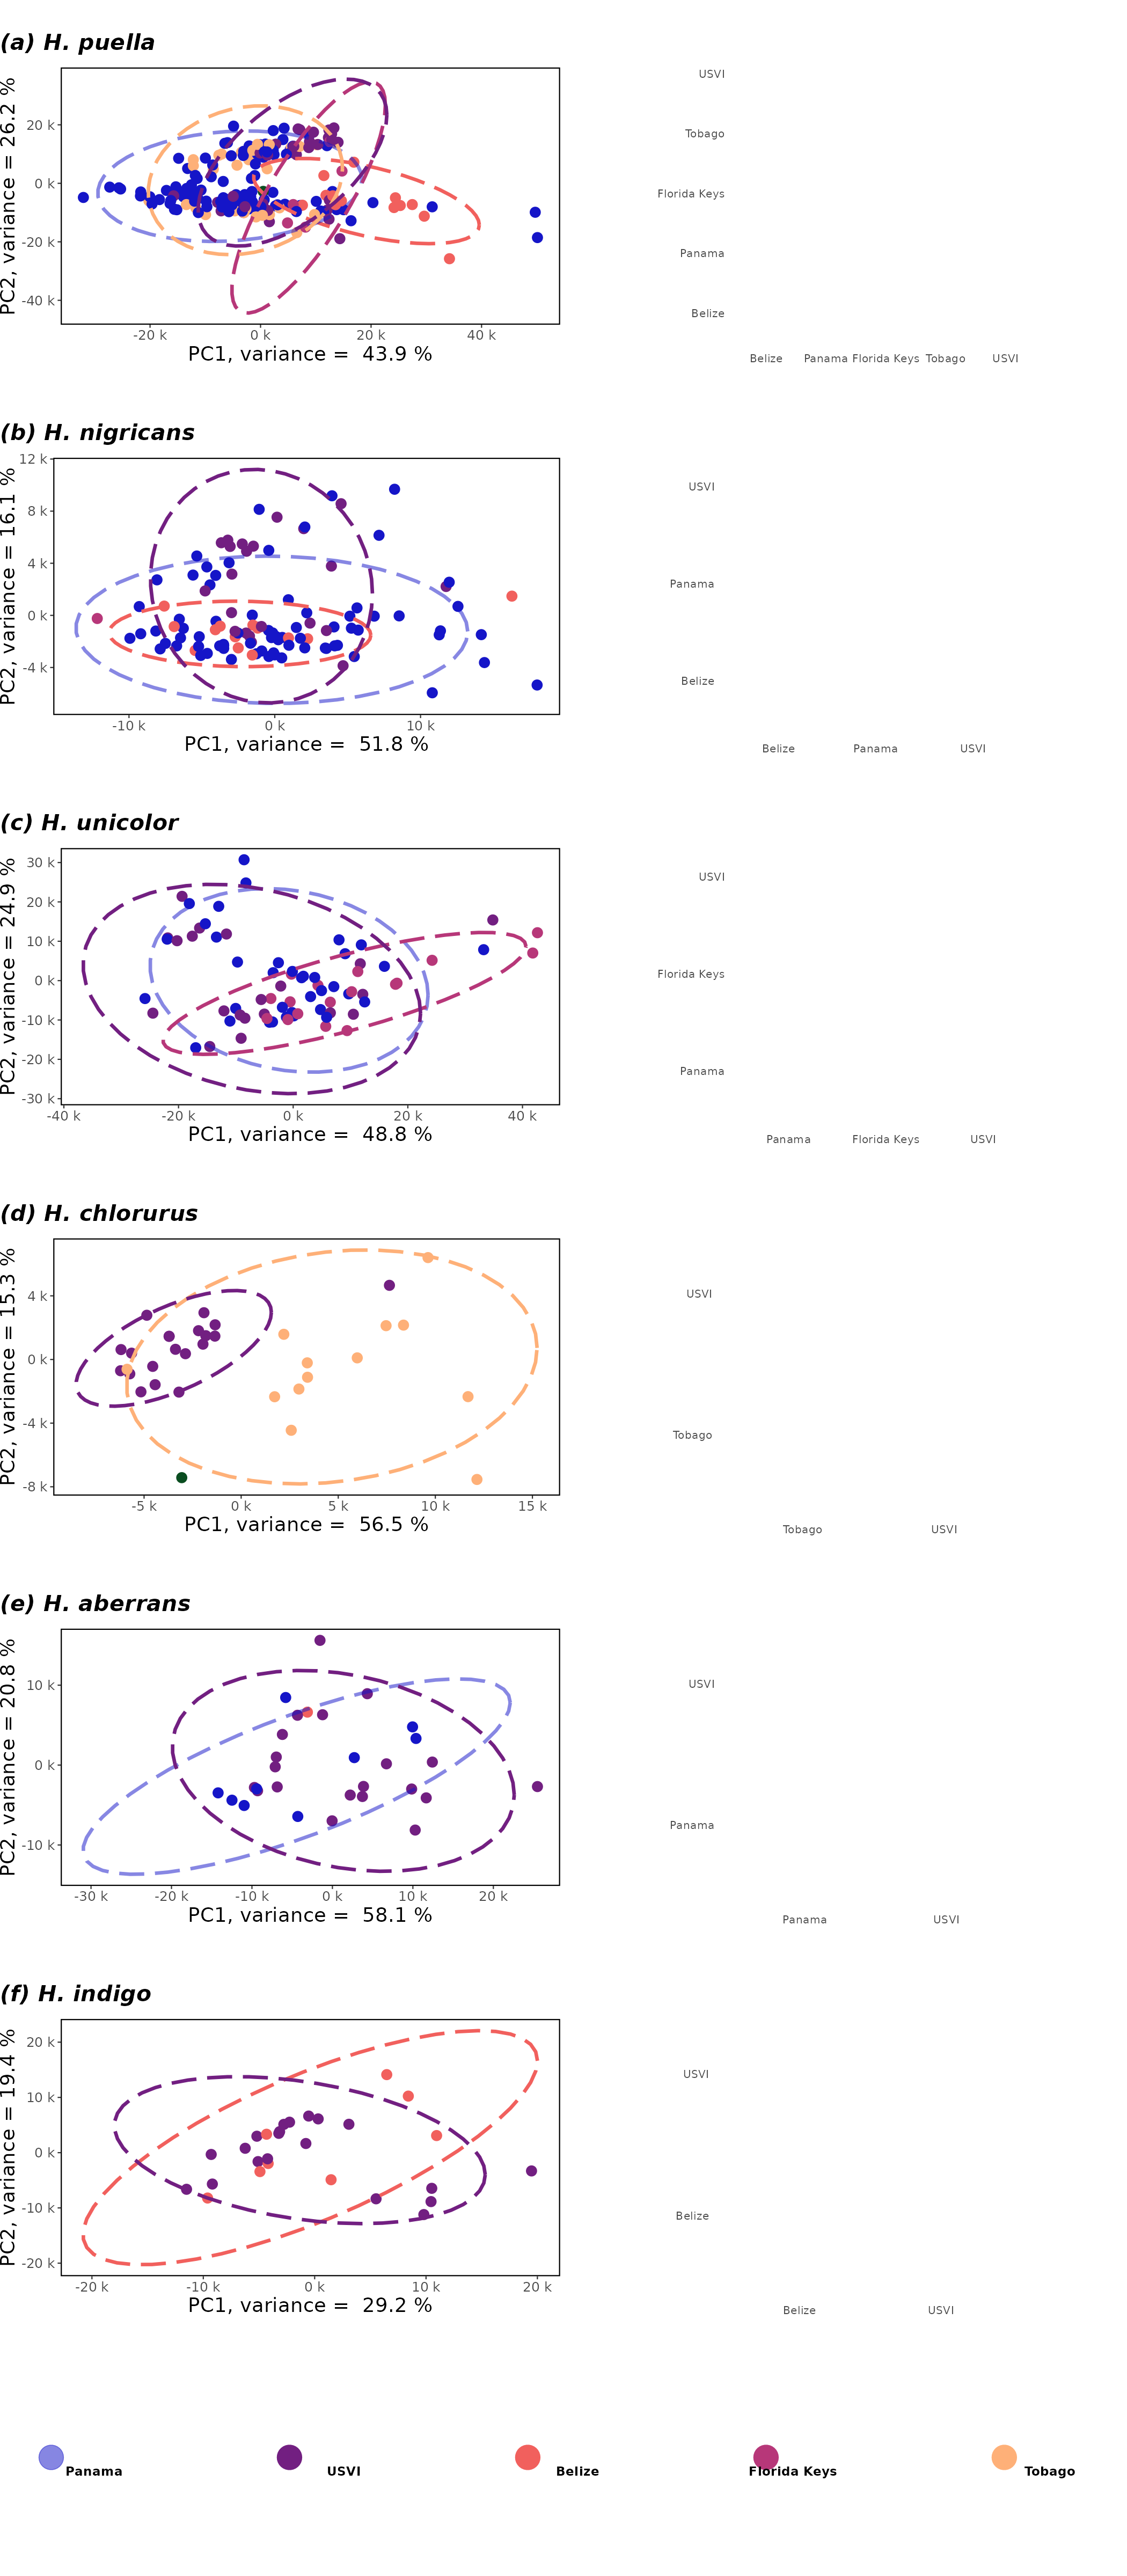 (a) H. puella
PC2, variance = 26.2 %
20 k
0 k
-20 k
-40 k
-20 k 0 k 20 k 40 k
PC1, variance = 43.9 %
USVI
Tobago
Florida Keys
Panama
Belize
Belize Panama Florida Keys Tobago USVI
(b) H. nigricans
PC2, variance = 16.1 %
12 k
8 k
4 k
0 k
-4 k
-10 k 0 k 10 k
PC1, variance = 51.8 %
USVI
Panama
Belize
Belize Panama USVI
(c) H. unicolor
PC2, variance = 24.9 %
30 k
20 k
10 k
0 k
-10 k
-20 k
-30 k
-40 k -20 k 0 k 20 k 40 k
PC1, variance = 48.8 %
USVI
Florida Keys
Panama
Panama Florida Keys USVI
(d) H. chlorurus
PC2, variance = 15.3 %
4 k
0 k
-4 k
-8 k
-5 k 0 k 5 k 10 k 15 k
PC1, variance = 56.5 %
USVI
Tobago
Tobago USVI
(e) H. aberrans
PC2, variance = 20.8 %
10 k
0 k
-10 k
-30 k -20 k -10 k 0 k 10 k 20 k
PC1, variance = 58.1 %
USVI
Panama
Panama USVI
(f) H. indigo
PC2, variance = 19.4 %
20 k
10 k
0 k
-10 k
-20 k
-20 k -10 k 0 k 10 k 20 k
PC1, variance = 29.2 %
USVI
Belize
Belize USVI
Panama USVI Belize Florida Keys Tobago